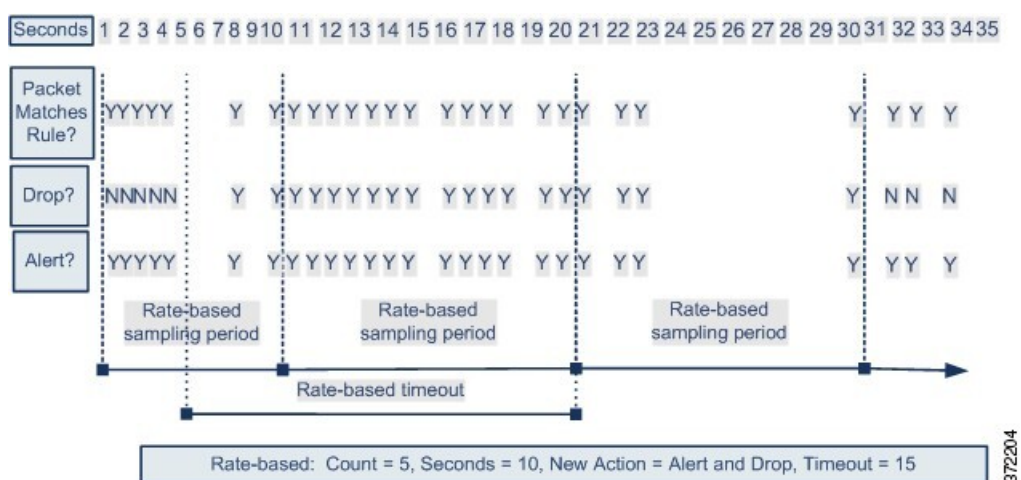 Seconds 1 2 3 4 5 6 7 8 9 10 11 12 13 14 15 16 17 18 19 20 21 22 23 24 25 26 27 28 29 30 31 32 33 34 35
Packet
Matches
Rule?
YYYYY Y Y Y Y Y Y Y Y Y Y Y Y Y Y Y Y Y Y Y Y Y Y
Drop?
NNNNN Y Y Y Y Y Y Y Y Y Y Y Y Y Y Y Y Y Y Y N N N
Alert?
YYYYY Y Y Y Y Y Y Y Y Y Y Y Y Y Y Y Y Y Y Y Y Y Y
Rate-based
sampling period
Rate-based
sampling period
Rate-based
sampling period
Rate-based timeout
Rate-based: Count = 5, Seconds = 10, New Action = Alert and Drop, Timeout = 15
372204